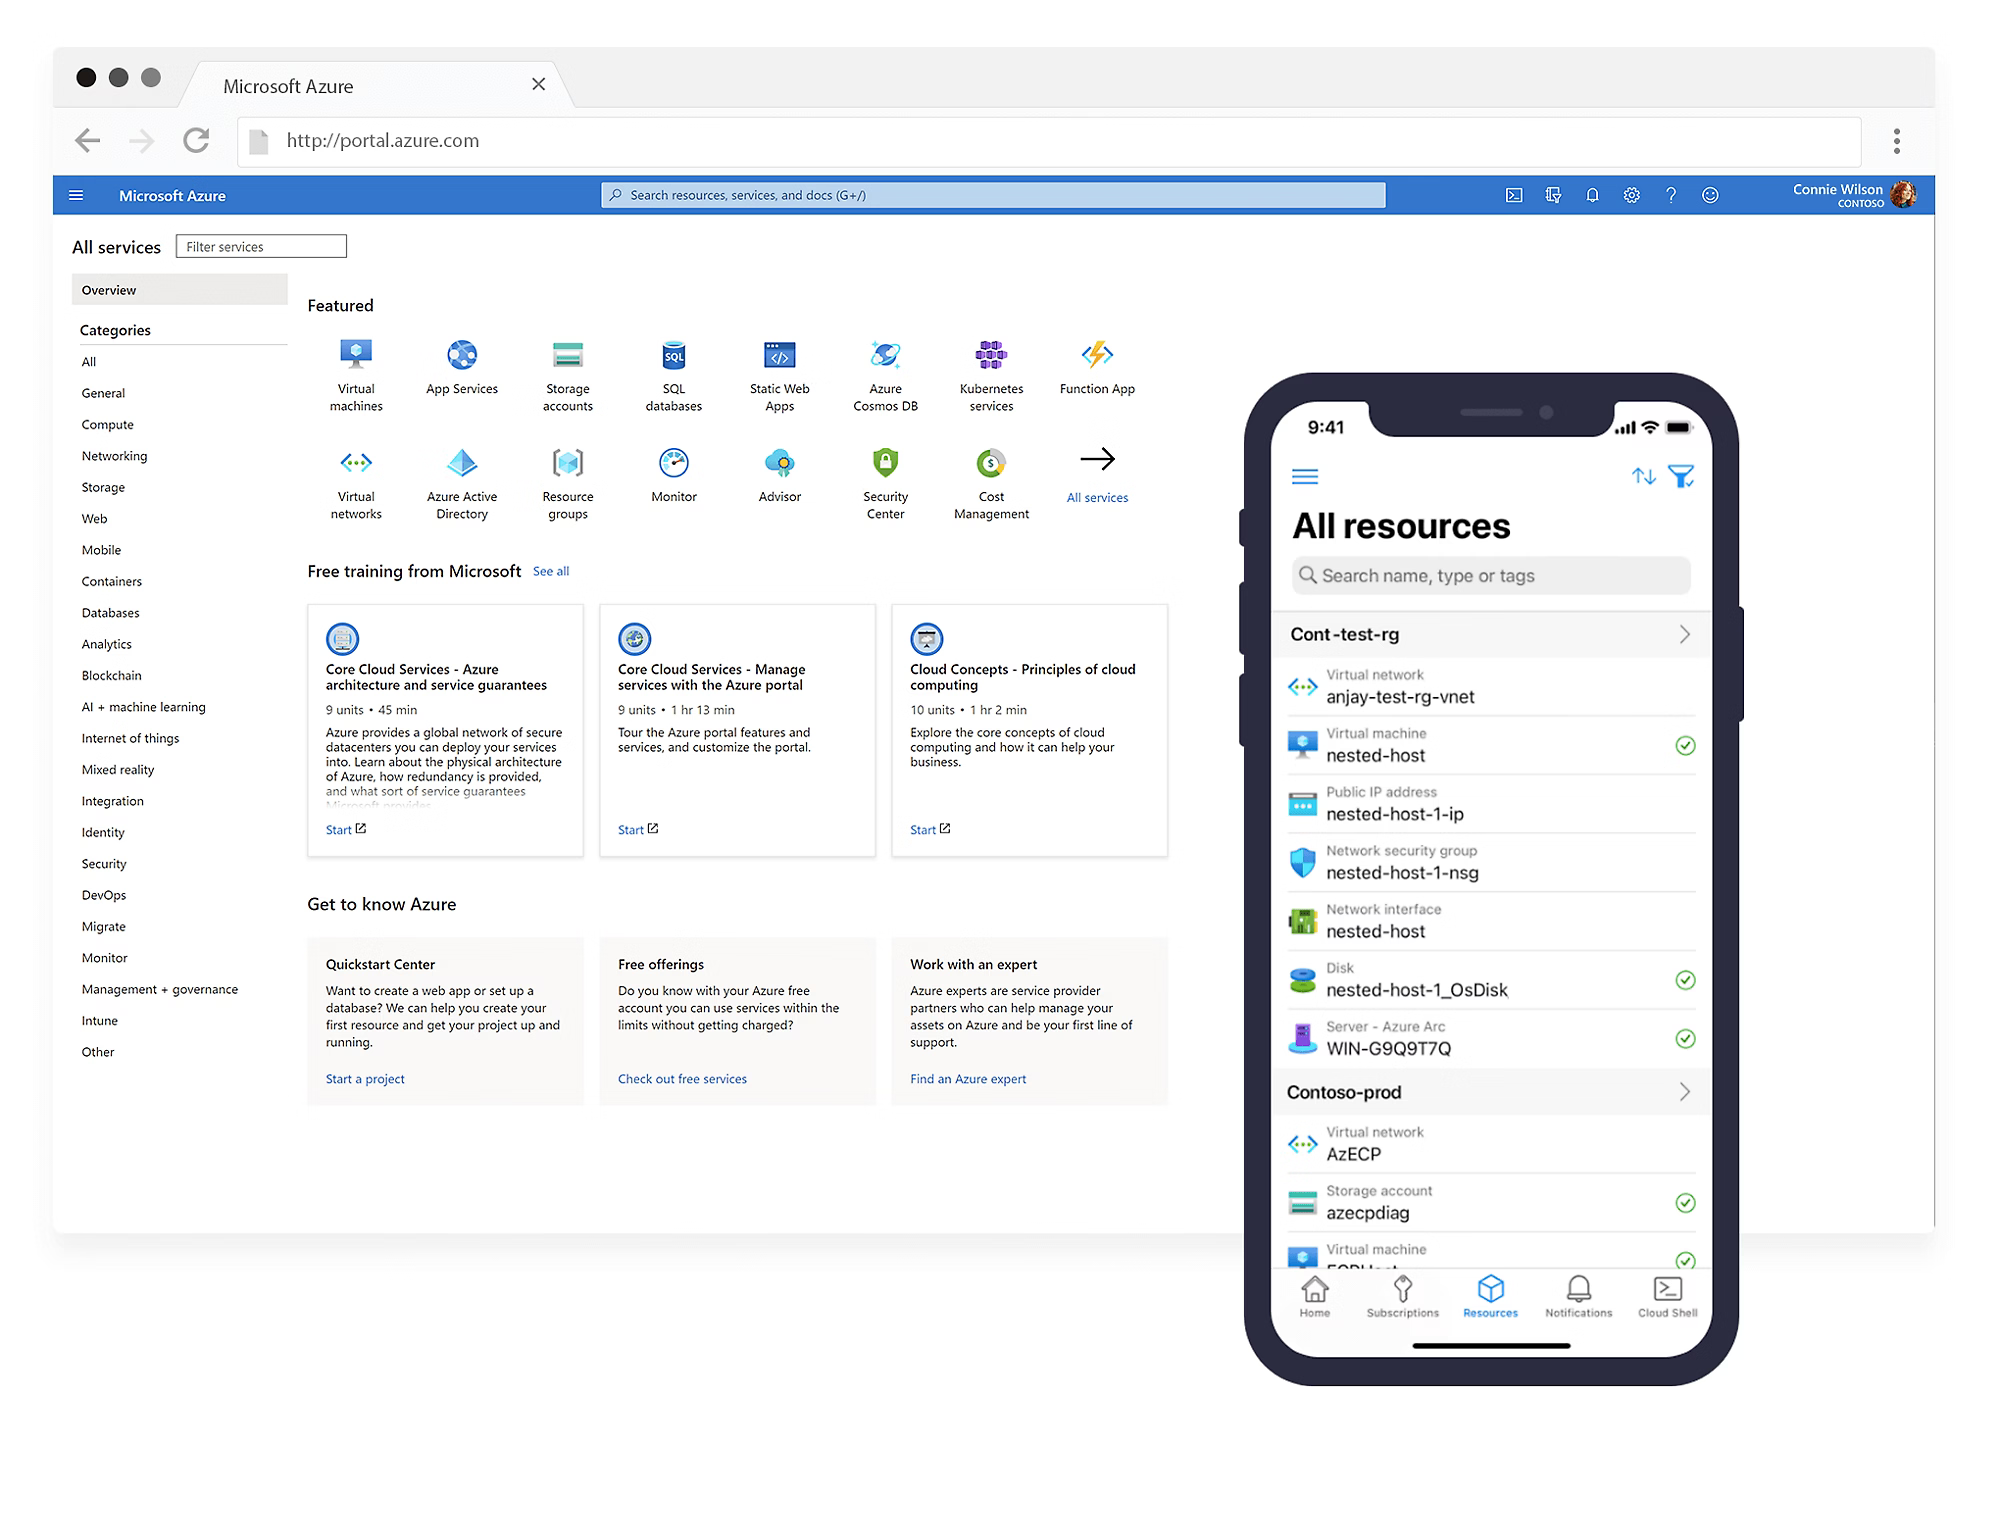 Microsoft Azure
http://portal.azure.com
Microsoft Azure
Search resources, services, and docs (G+/)
Connie Wilson
CONTOSO
All services
Filter services
Overview
Categories
All
General
Compute
Networking
Storage
Web
Mobile
Containers
Databases
Analytics
Blockchain
AI + machine learning
Internet of things
Mixed reality
Integration
Identity
Security
DevOps
Migrate
Monitor
Management + governance
Intune
Other
Featured
Virtual
machines
App Services
Storage
accounts
SQL
SQL
databases
Static Web
Apps
Azure
Cosmos DB
Kubernetes
services
Function App
Virtual
networks
Azure Active
Directory
Resource
groups
Monitor
Advisor
Security
Center
Cost
Management
All services
Free training from Microsoft See all
Core Cloud Services - Azure
architecture and service guarantees
9 units • 45 min
Azure provides a global network of secure
datacenters you can deploy your services
into. Learn about the physical architecture
of Azure, how redundancy is provided,
and what sort of service guarantees
Microsoft provides
Start
Core Cloud Services - Manage
services with the Azure portal
9 units • 1 hr 13 min
Tour the Azure portal features and
services, and customize the portal.
Start
Cloud Concepts - Principles of cloud
computing
10 units • 1 hr 2 min
Explore the core concepts of cloud
computing and how it can help your
business.
Start
Get to know Azure
Quickstart Center
Want to create a web app or set up a
database? We can help you create your
first resource and get your project up and
running.
Start a project
Free offerings
Do you know with your Azure free
account you can use services within the
limits without getting charged?
Check out free services
Work with an expert
Azure experts are service provider
partners who can help manage your
assets on Azure and be your first line of
support.
Find an Azure expert
9:41
All resources
Search name, type or tags
Cont-test-rg
Virtual network
anjay-test-rg-vnet
Virtual machine
nested-host
Public IP address
nested-host-1-ip
Network security group
nested-host-1-nsg
Network interface
nested-host
Disk
nested-host-1_OsDisk
Server - Azure Arc
WIN-G9Q9T7Q
Contoso-prod
Virtual network
AzECP
Storage account
azecpdiag
Virtual machine
Home
Subscriptions
Resources
Notifications
Cloud Shell